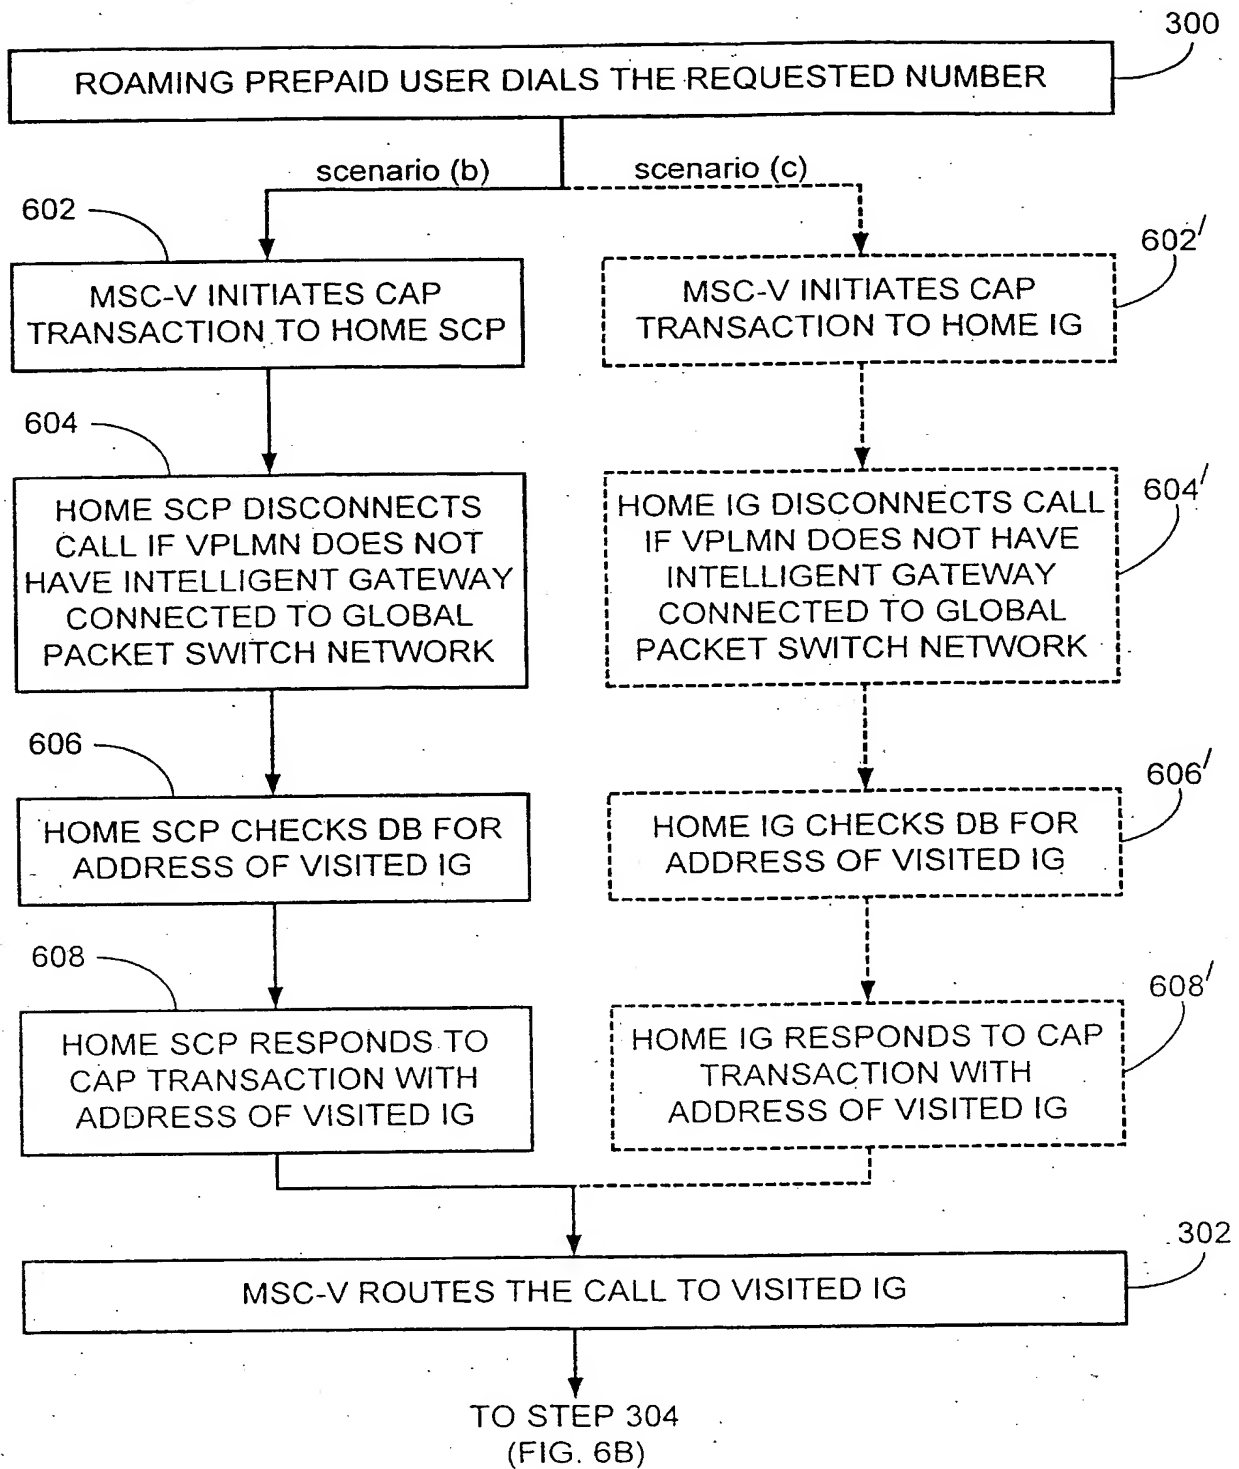 300
ROAMING PREPAID USER DIALS THE REQUESTED NUMBER
scenario (b)
scenario (c)
602
MSC-V INITIATES CAP
TRANSACTION TO HOME SCP
602'
MSC-V INITIATES CAP
TRANSACTION TO HOME IG
604
HOME SCP DISCONNECTS
CALL IF VPLMN DOES NOT
HAVE INTELLIGENT GATEWAY
CONNECTED TO GLOBAL
PACKET SWITCH NETWORK
604'
HOME IG DISCONNECTS CALL
IF VPLMN DOES NOT HAVE
INTELLIGENT GATEWAY
CONNECTED TO GLOBAL
PACKET SWITCH NETWORK
606
HOME SCP CHECKS DB FOR
ADDRESS OF VISITED IG
606'
HOME IG CHECKS DB FOR
ADDRESS OF VISITED IG
608
HOME SCP RESPONDS TO
CAP TRANSACTION WITH
ADDRESS OF VISITED IG
608'
HOME IG RESPONDS TO CAP
TRANSACTION WITH
ADDRESS OF VISITED IG
302
MSC-V ROUTES THE CALL TO VISITED IG
TO STEP 304
(FIG. 6B)